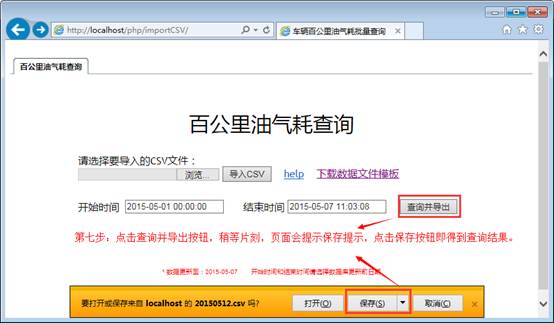 http://localhost/php/importCSV/
车辆百公里油气耗批量查询
百公里油气耗查询
百公里油气耗查询
请选择要导入的CSV文件：
浏览... 导入CSV help 下载数据文件模板
开始时间 2015-05-01 00:00:00 结束时间 2015-05-07 11:03:08 查询并导出
第七步：点击查询并导出按钮，稍等片刻，页面会提示保存提示，点击保存按钮即得到查询结果。
*数据更新至：2015-05-07 开始时间和结束时间请选择数据库更新前日期
要打开或保存来自 localhost 的 20150512.csv 吗? 打开(O) 保存(S) 取消(C)